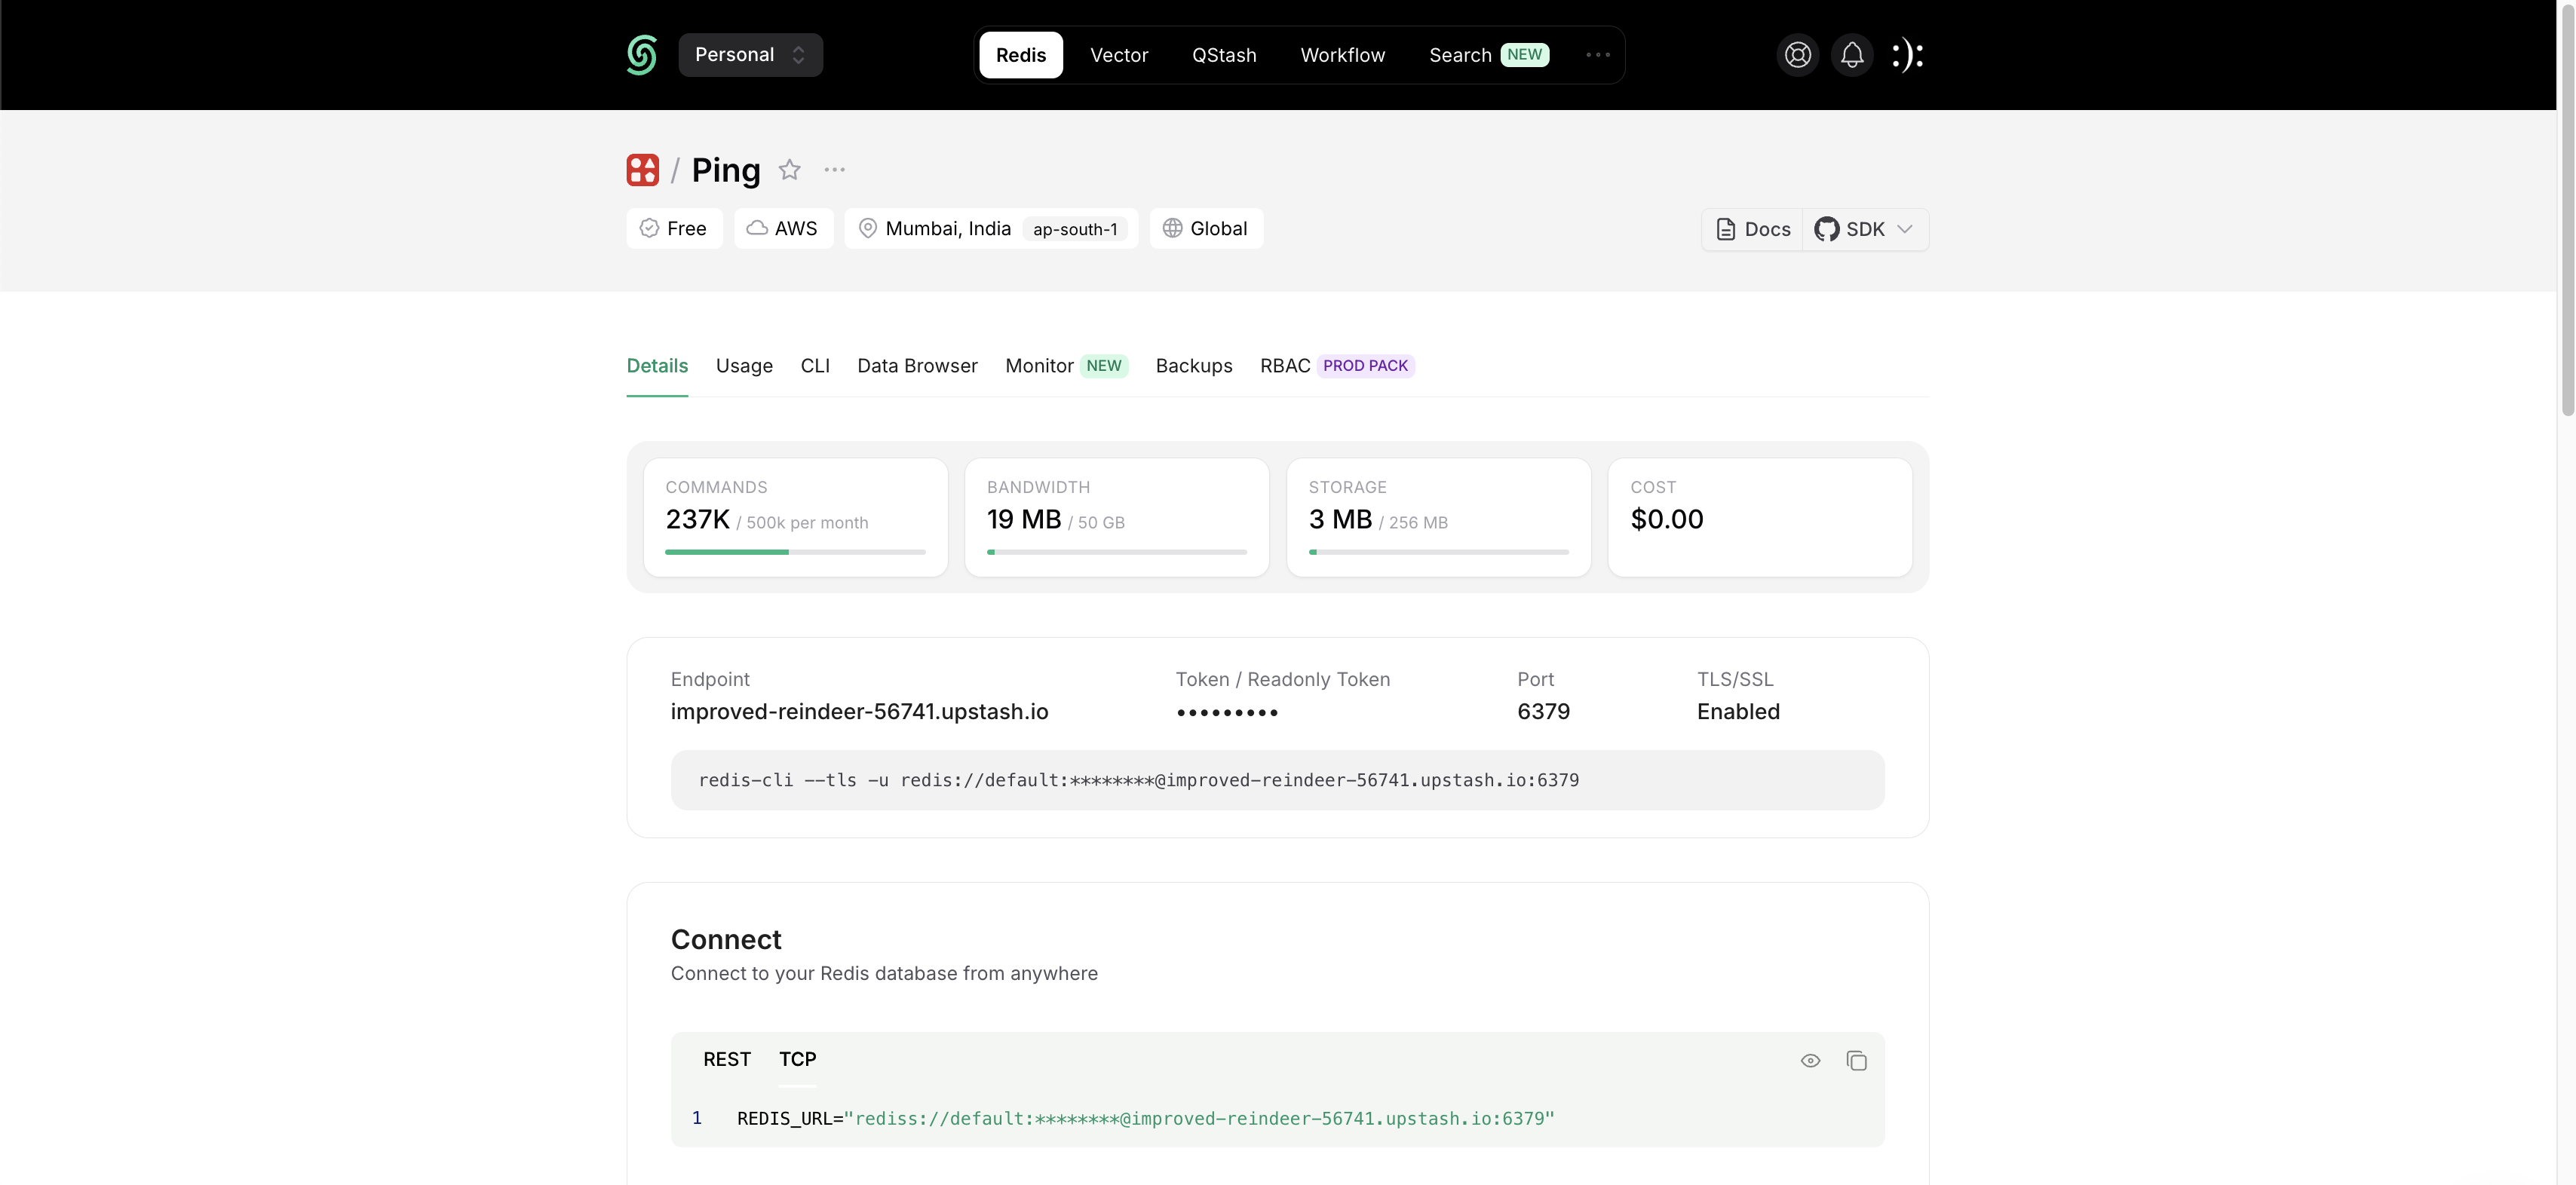 Personal
Redis Vector QStash Workflow Search NEW
/ Ping
Free AWS Mumbai, India ap-south-1 Global
Docs SDK
Details Usage CLI Data Browser Monitor NEW Backups RBAC PROD PACK
COMMANDS
237K / 500k per month
BANDWIDTH
19 MB / 50 GB
STORAGE
3 MB / 256 MB
COST
$0.00
Endpoint
improved-reindeer-56741.upstash.io
Token / Readonly Token
•••••••••
Port
6379
TLS/SSL
Enabled
redis-cli --tls -u redis://default:********@improved-reindeer-56741.upstash.io:6379
Connect
Connect to your Redis database from anywhere
REST TCP
1 REDIS_URL="rediss://default:********@improved-reindeer-56741.upstash.io:6379"